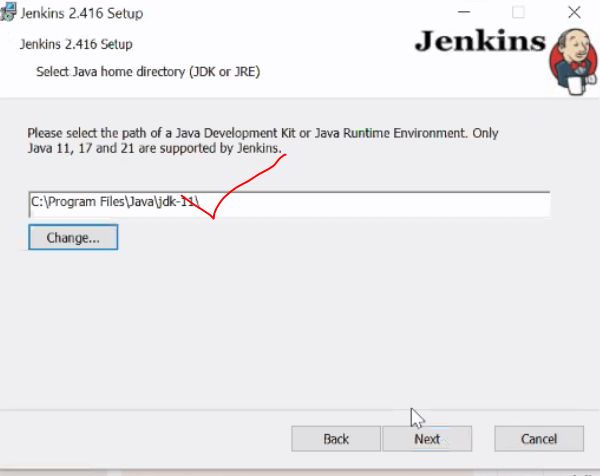 Jenkins 2.416 Setup
Jenkins 2.416 Setup
Jenkins
Select Java home directory (JDK or JRE)
Please select the path of a Java Development Kit or Java Runtime Environment. Only
Java 11, 17 and 21 are supported by Jenkins.
C:\Program Files\Java\jdk-11\
Change...
Back
Next
Cancel